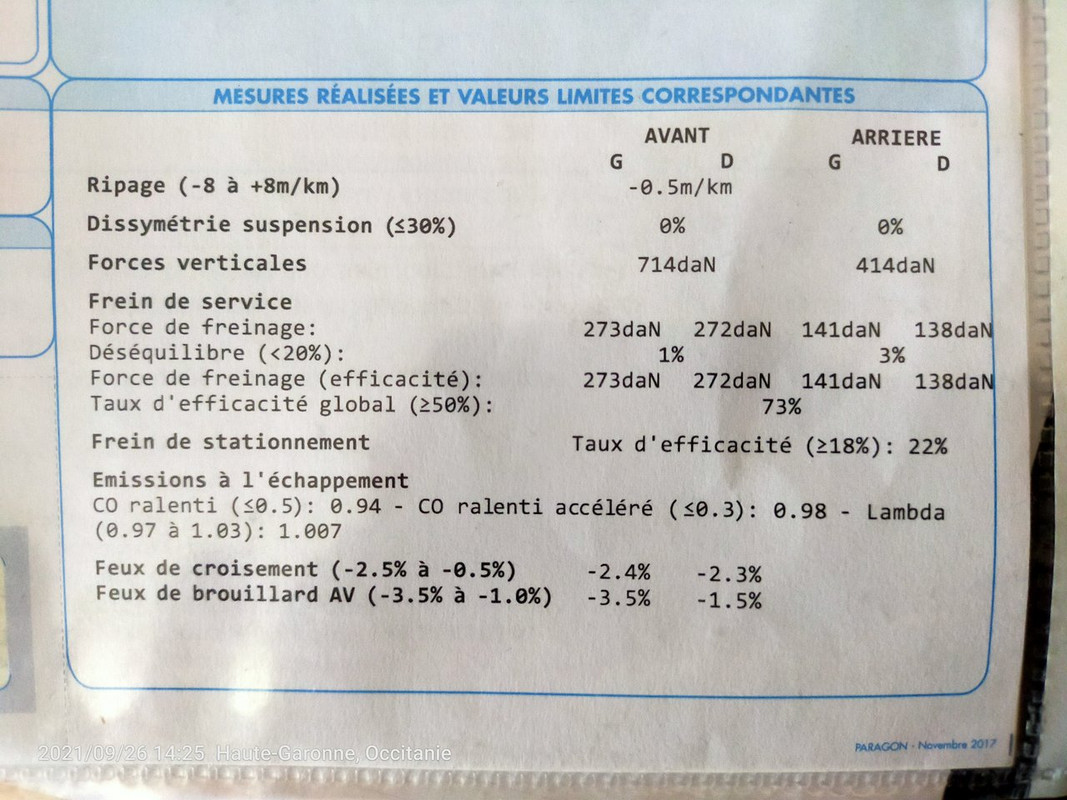 MESURES RÉALISÉES ET VALEURS LIMITES CORRESPONDANTES
AVANT ARRIERE
G D G D
Ripage (-8 à +8m/km) -0.5m/km
Dissymétrie suspension (≤30%) 0% 0%
Forces verticales 714daN 414daN
Frein de service
Force de freinage: 273daN 272daN 141daN 138daN
Déséquilibre (<20%): 1% 3%
Force de freinage (efficacité): 273daN 272daN 141daN 138daN
Taux d'efficacité global (≥50%): 73%
Frein de stationnement Taux d'efficacité (≥18%): 22%
Emissions à l'échappement
CO ralenti (≤0.5): 0.94 - CO ralenti accéléré (≤0.3): 0.98 - Lambda
(0.97 à 1.03): 1.007
Feux de croisement (-2.5% à -0.5%) -2.4% -2.3%
Feux de brouillard AV (-3.5% à -1.0%) -3.5% -1.5%
PARAGON - Novembre 2017
2021/09/26 14:25 Haute-Garonne, Occitanie